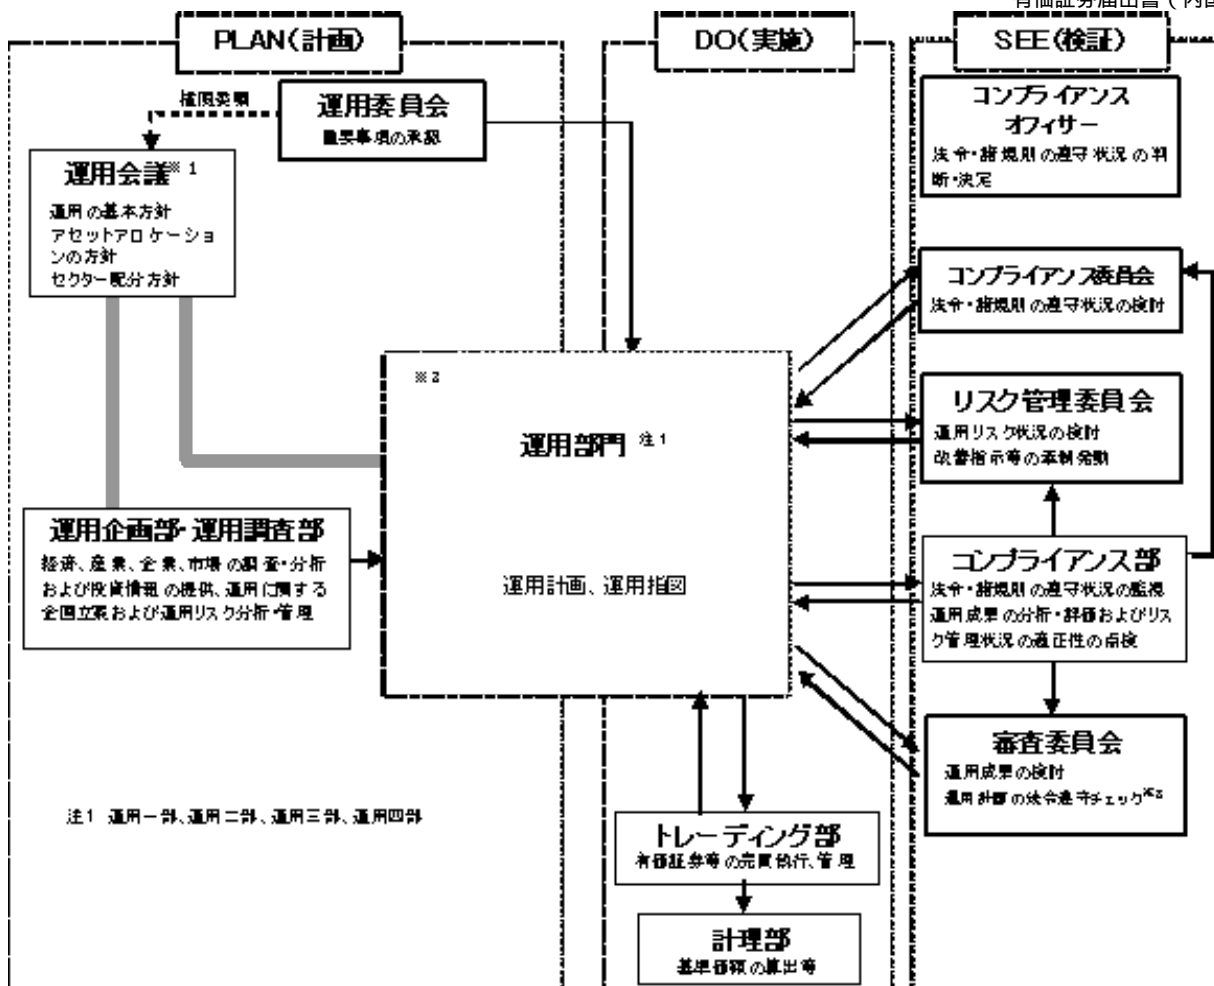 有価証券届出書（内国
PLAN(計画)
DO(実施)
SEE(検証)
権限委譲
運用委員会
重要事項の承認
運用会議※1
運用の基本方針
アセットアロケーショ
ンの方針
セクター配分方針
コンプライアンス
オフィサー
法令・諸規則の遵守状況の判
断・決定
コンプライアンス委員会
法令・諸規則の遵守状況の検討
※2
運用部門 注1
運用計画、運用指図
リスク管理委員会
運用リスク状況の検討
改善指示等の牽制発動
運用企画部・運用調査部
経済、産業、企業、市場の調査・分析
および投資情報の提供、運用に関する
企画立案および運用リスク分析・管理
コンプライアンス部
法令・諸規則の遵守状況の監視
運用成果の分析・評価およびリス
ク管理状況の適正性の点検
審査委員会
運用成果の検討
運用計画の法令遵守チェック
注1 運用一部、運用二部、運用三部、運用四部
トレーディング部
有価証券等の売買執行、管理
計理部
基準価額の算出等